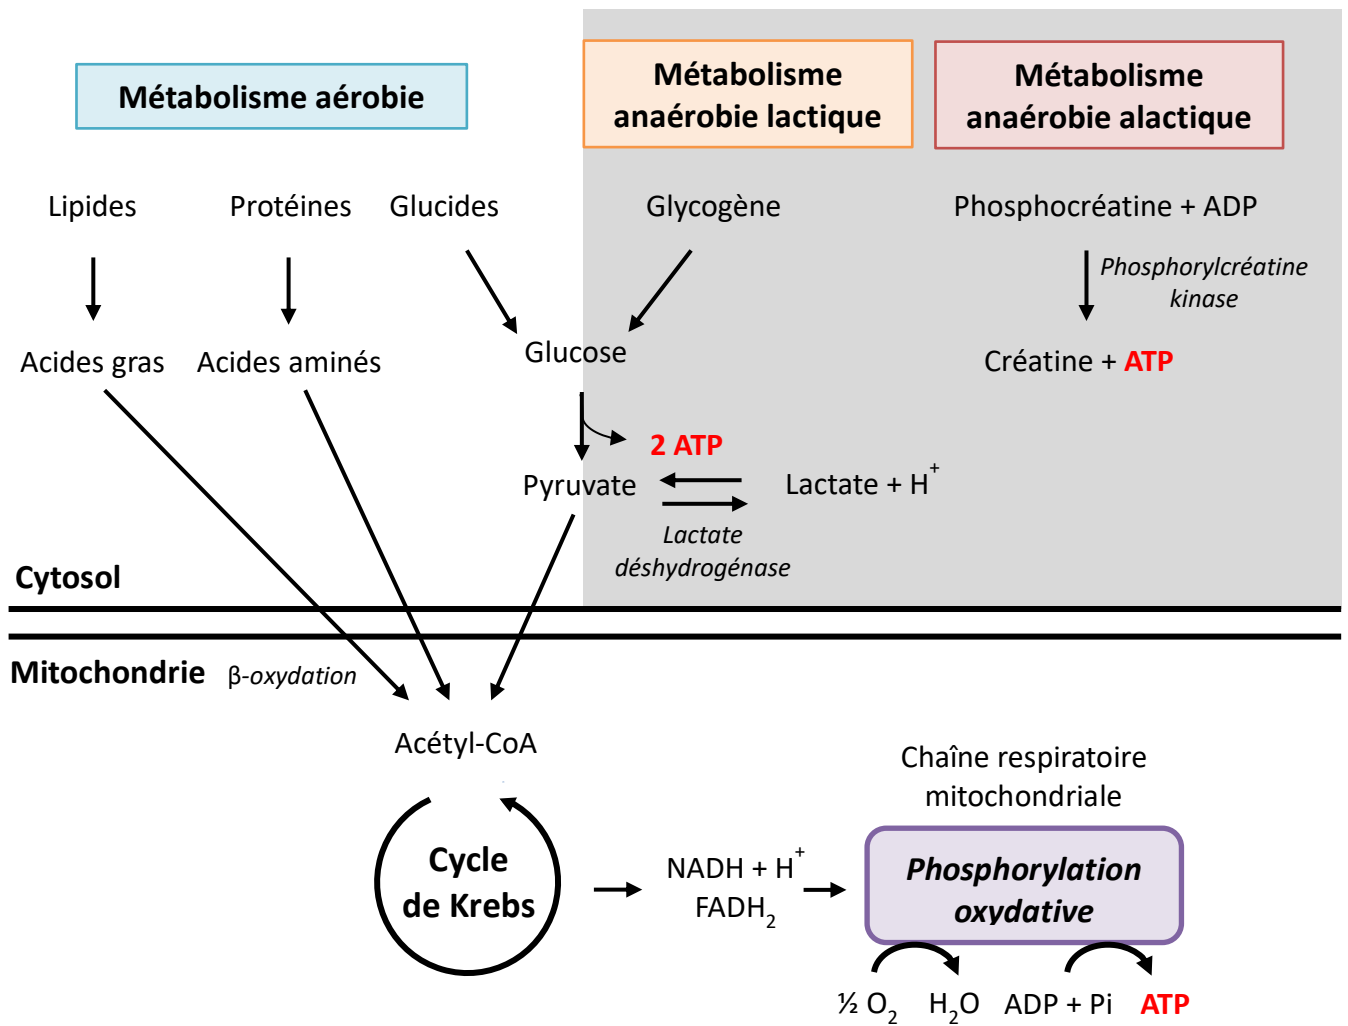 Métabolisme aérobie
Métabolisme
anaérobie lactique
Métabolisme
anaérobie alactique
Lipides
Protéines
Glucides
Glycogène
Phosphocréatine + ADP
Phosphorylcréatine
kinase
Acides gras
Acides aminés
Glucose
Créatine + ATP
2 ATP
Pyruvate
Lactate + H⁺
Lactate
déshydrogénase
Cytosol
Mitochondrie
β-oxydation
Acétyl-CoA
Chaîne respiratoire
mitochondriale
Cycle
de Krebs
NADH + H⁺
FADH₂
Phosphorylation
oxydative
½ O₂
H₂O
ADP + Pi
ATP